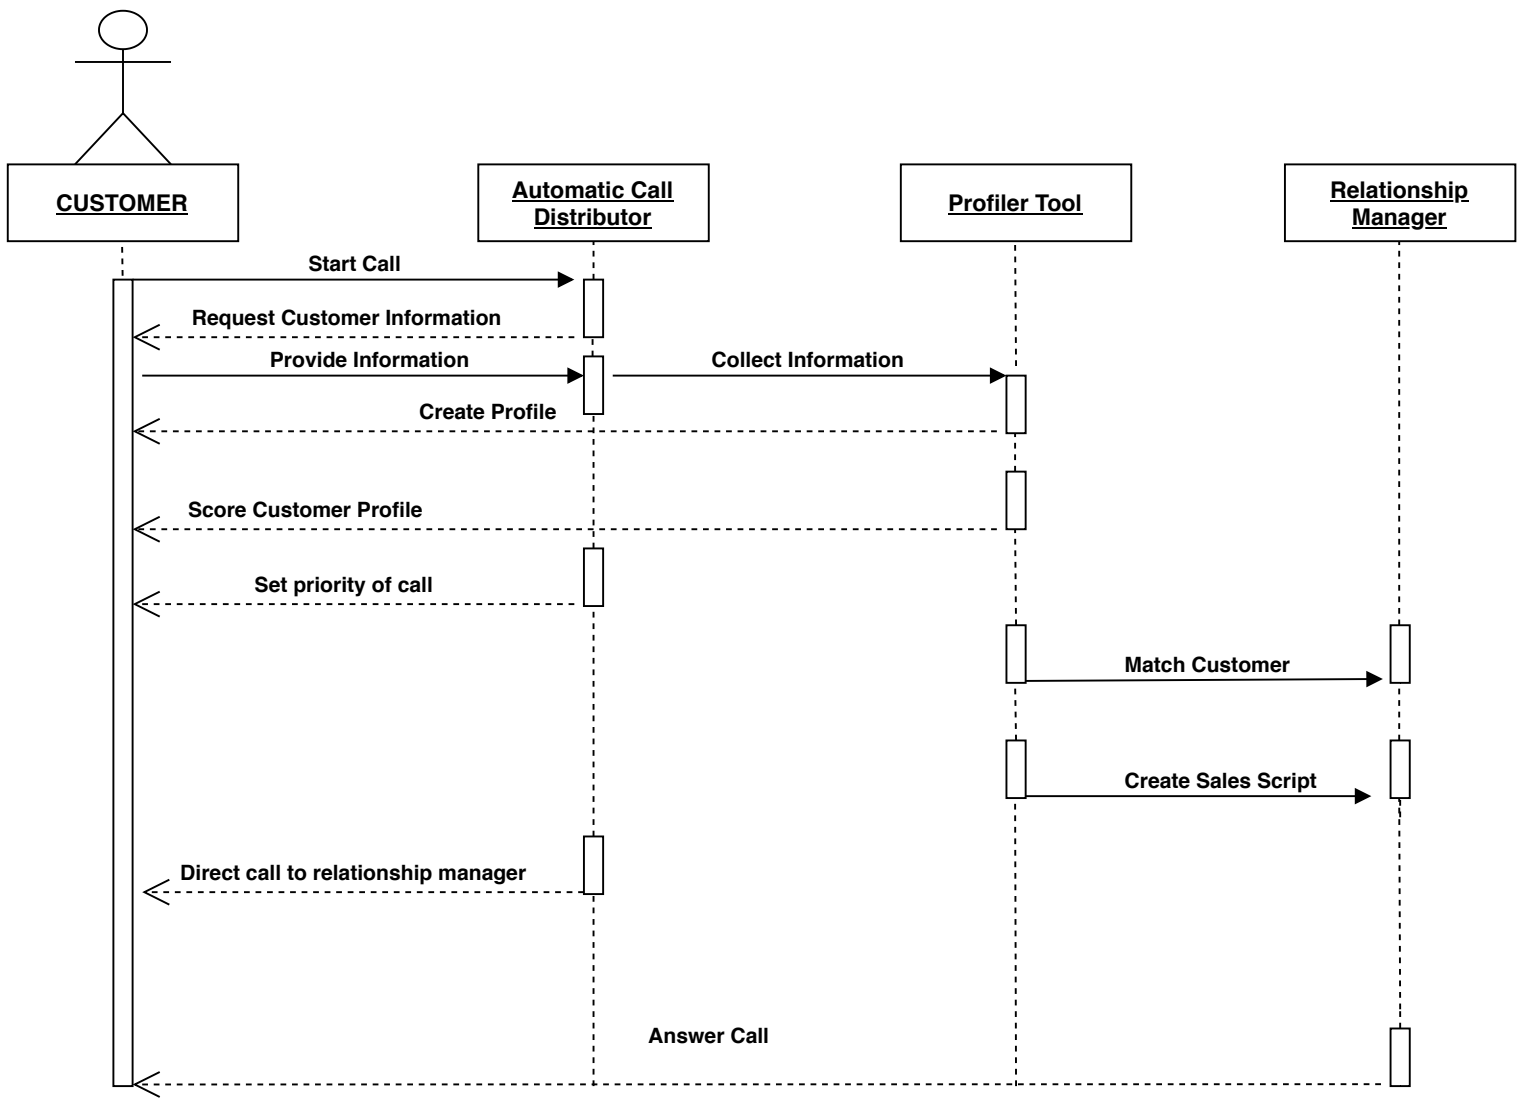 CUSTOMER
Automatic Call
Distributor
Profiler Tool
Relationship
Manager
Start Call
Request Customer Information
Provide Information
Collect Information
Create Profile
Score Customer Profile
Set priority of call
Match Customer
Create Sales Script
Direct call to relationship manager
Answer Call